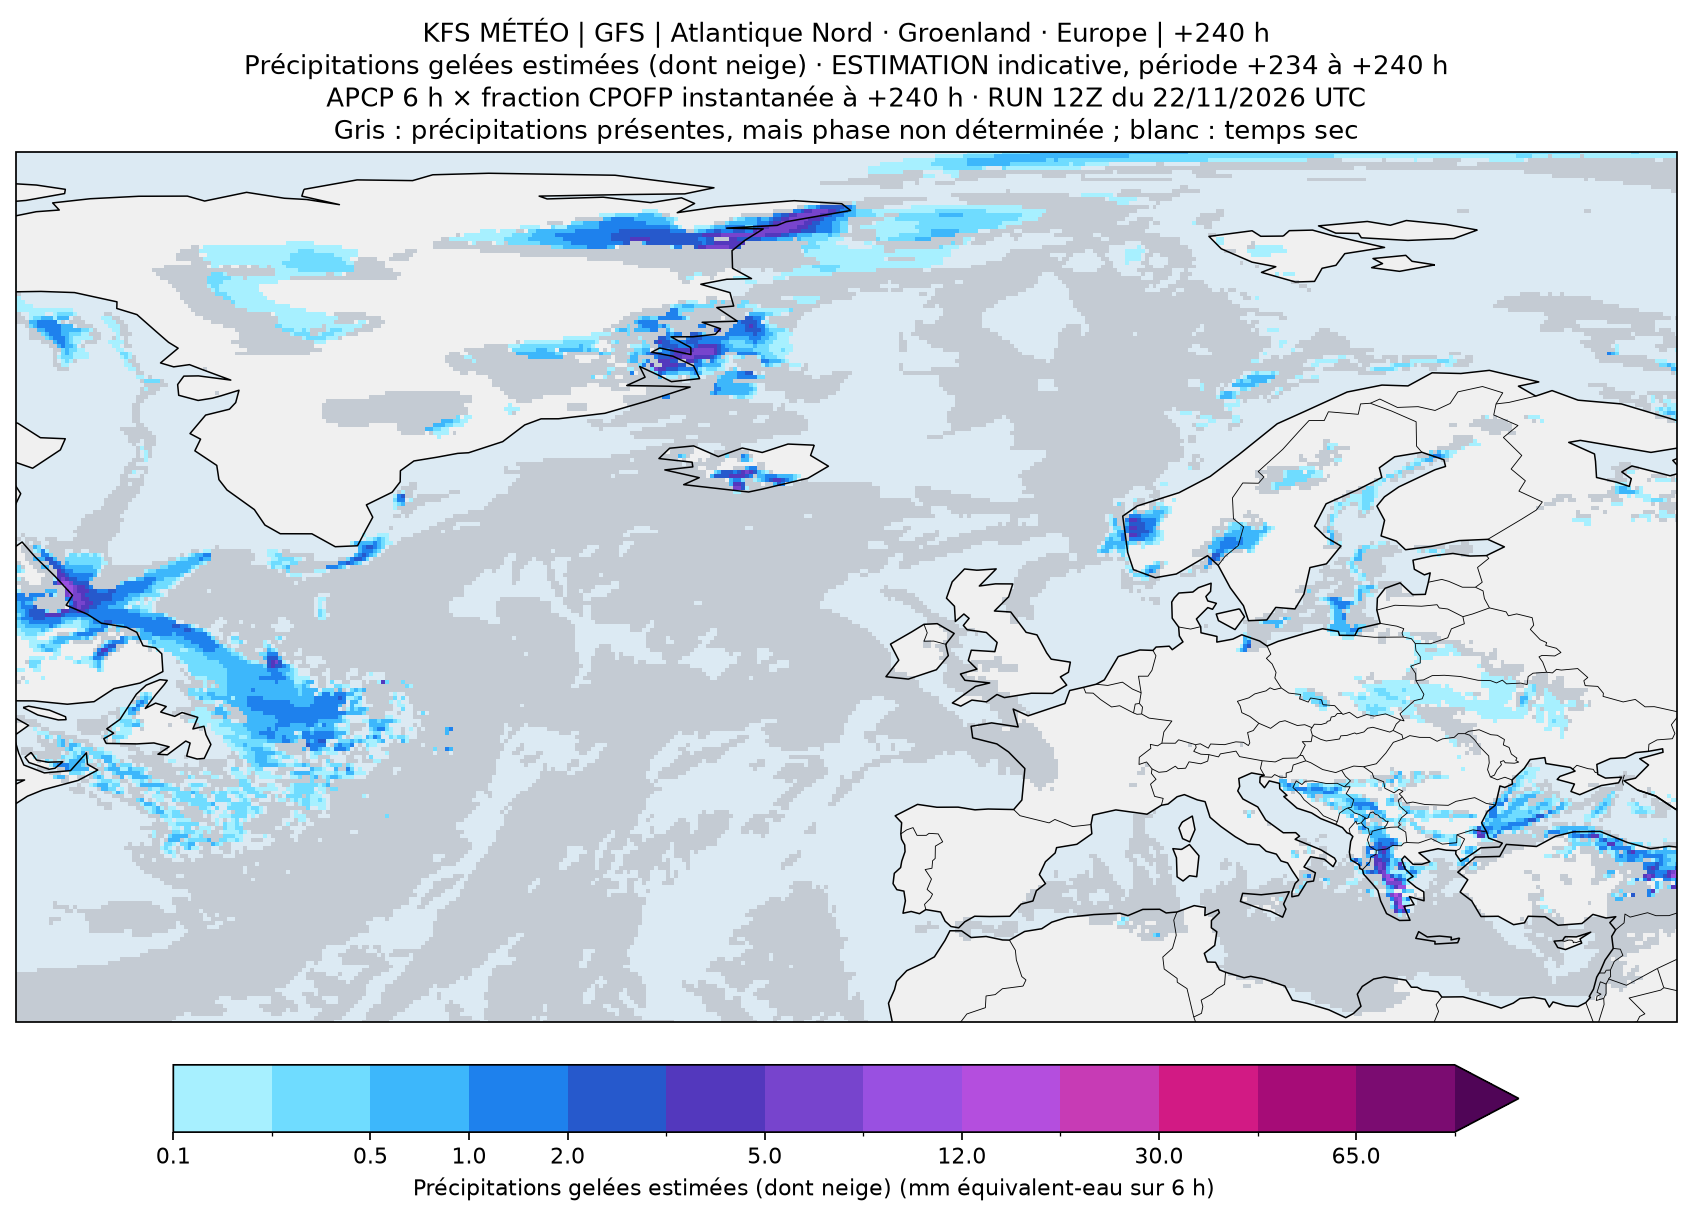 KFS MÉTÉO | GFS | Atlantique Nord · Groenland · Europe | +240 h
Précipitations gelées estimées (dont neige) · ESTIMATION indicative, période +234 à +240 h
APCP 6 h × fraction CPOFP instantanée à +240 h · RUN 12Z du 22/11/2026 UTC
Gris : précipitations présentes, mais phase non déterminée ; blanc : temps sec
0.1 0.5 1.0 2.0 5.0 12.0 30.0 65.0
Précipitations gelées estimées (dont neige) (mm équivalent-eau sur 6 h)